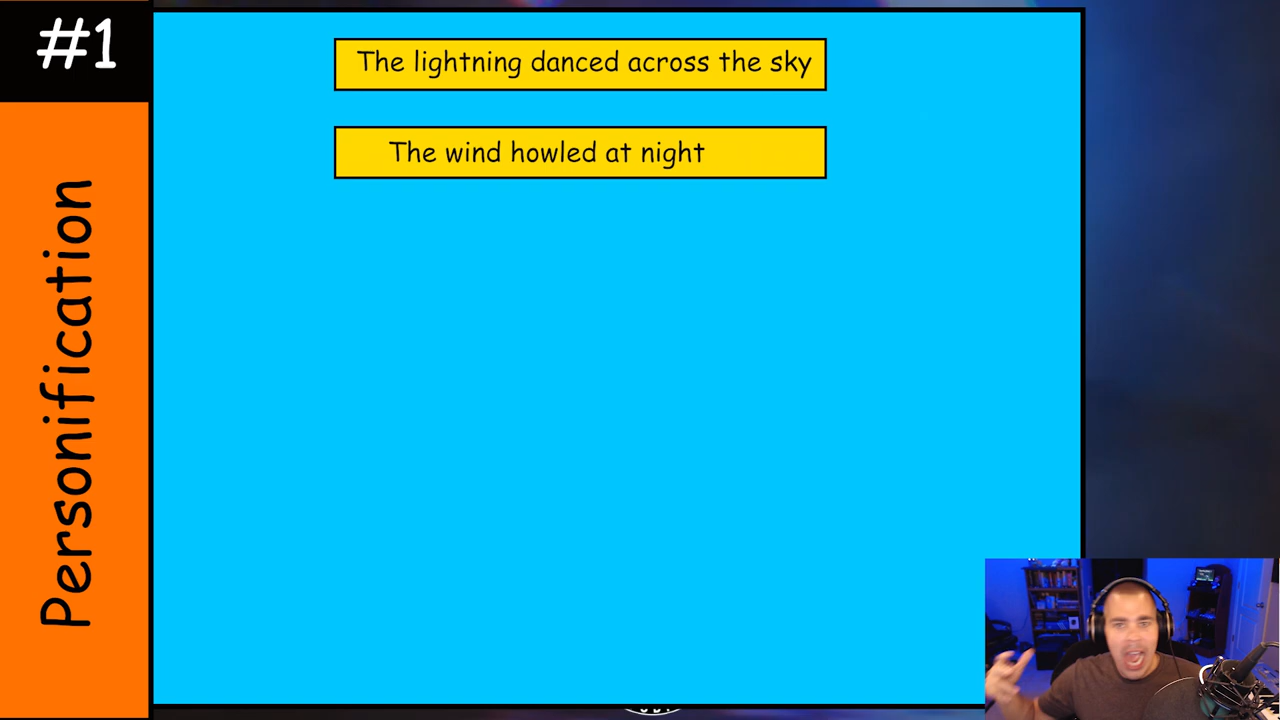 #1
Personification
The lightning danced across the sky
The wind howled at night